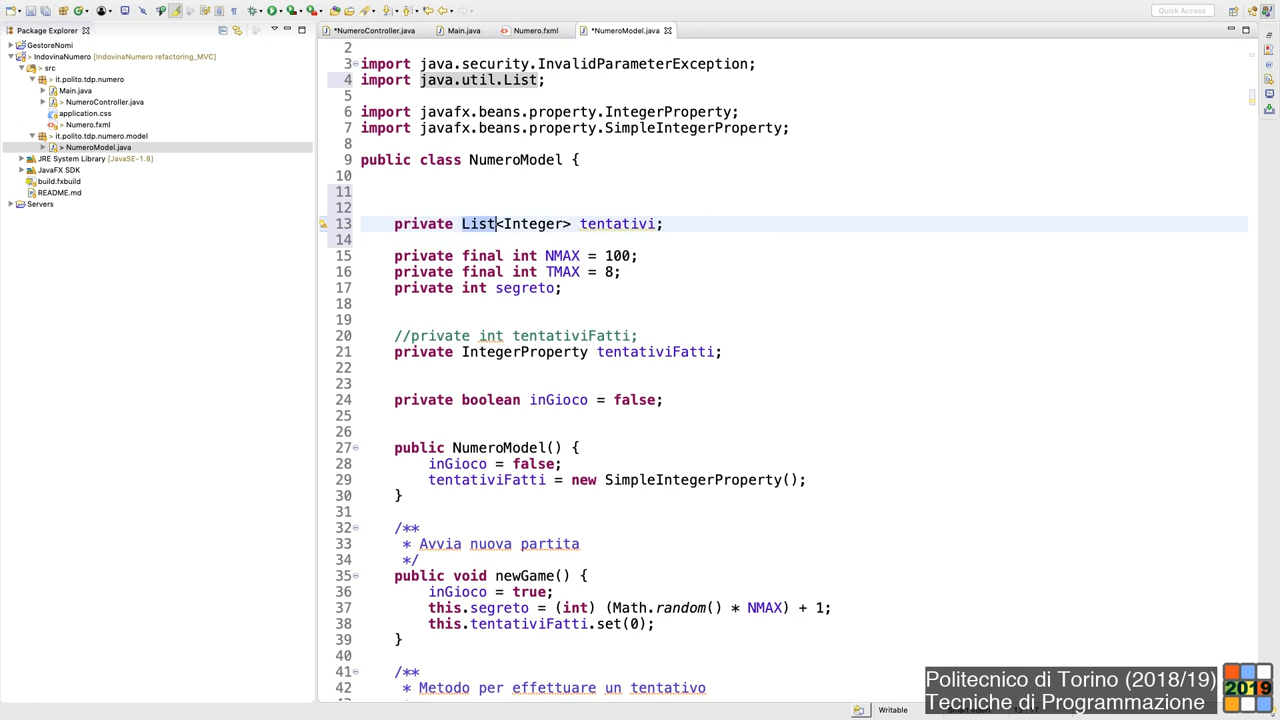 Quick Access
Package Explorer
*NumeroController.java
Main.java
Numero.fxml
*NumeroModel.java
GestoreNomi
> IndovinaNumero [IndovinaNumero refactoring_MVC]
> src
> it.polito.tdp.numero
Main.java
> NumeroController.java
application.css
> Numero.fxml
> it.polito.tdp.numero.model
> NumeroModel.java
JRE System Library [JavaSE-1.8]
JavaFX SDK
build.fxbuild
README.md
Servers
2
3 import java.security.InvalidParameterException;
4 import java.util.List;
5
6 import javafx.beans.property.IntegerProperty;
7 import javafx.beans.property.SimpleIntegerProperty;
8
9 public class NumeroModel {
10
11
12
13 private List<Integer> tentativi;
14
15 private final int NMAX = 100;
16 private final int TMAX = 8;
17 private int segreto;
18
19
20 //private int tentativiFatti;
21 private IntegerProperty tentativiFatti;
22
23
24 private boolean inGioco = false;
25
26
27 public NumeroModel() {
28 inGioco = false;
29 tentativiFatti = new SimpleIntegerProperty();
30 }
31
32 /**
33 * Avvia nuova partita
34 */
35 public void newGame() {
36 inGioco = true;
37 this.segreto = (int) (Math.random() * NMAX) + 1;
38 this.tentativiFatti.set(0);
39 }
40
41 /**
42 * Metodo per effettuare un tentativo
Politecnico di Torino (2018/19)
Tecniche di Programmazione
2019
Writable